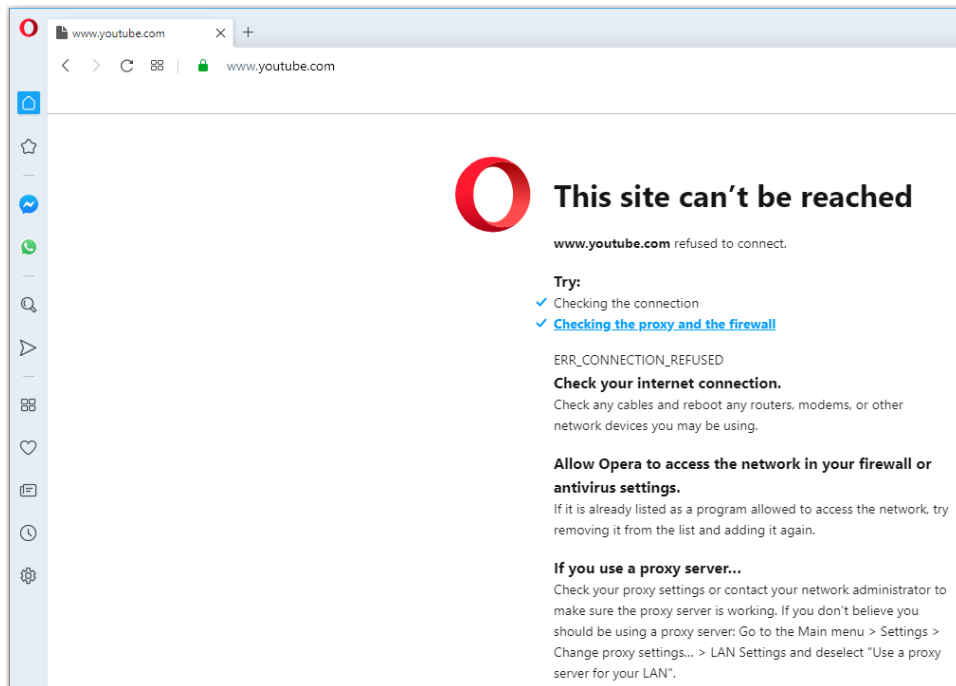 www.youtube.com
www.youtube.com
This site can’t be reached
www.youtube.com refused to connect.
Try:
Checking the connection
Checking the proxy and the firewall
ERR_CONNECTION_REFUSED
Check your internet connection.
Check any cables and reboot any routers, modems, or other
network devices you may be using.
Allow Opera to access the network in your firewall or
antivirus settings.
If it is already listed as a program allowed to access the network, try
removing it from the list and adding it again.
If you use a proxy server...
Check your proxy settings or contact your network administrator to
make sure the proxy server is working. If you don't believe you
should be using a proxy server: Go to the Main menu > Settings >
Change proxy settings... > LAN Settings and deselect "Use a proxy
server for your LAN".